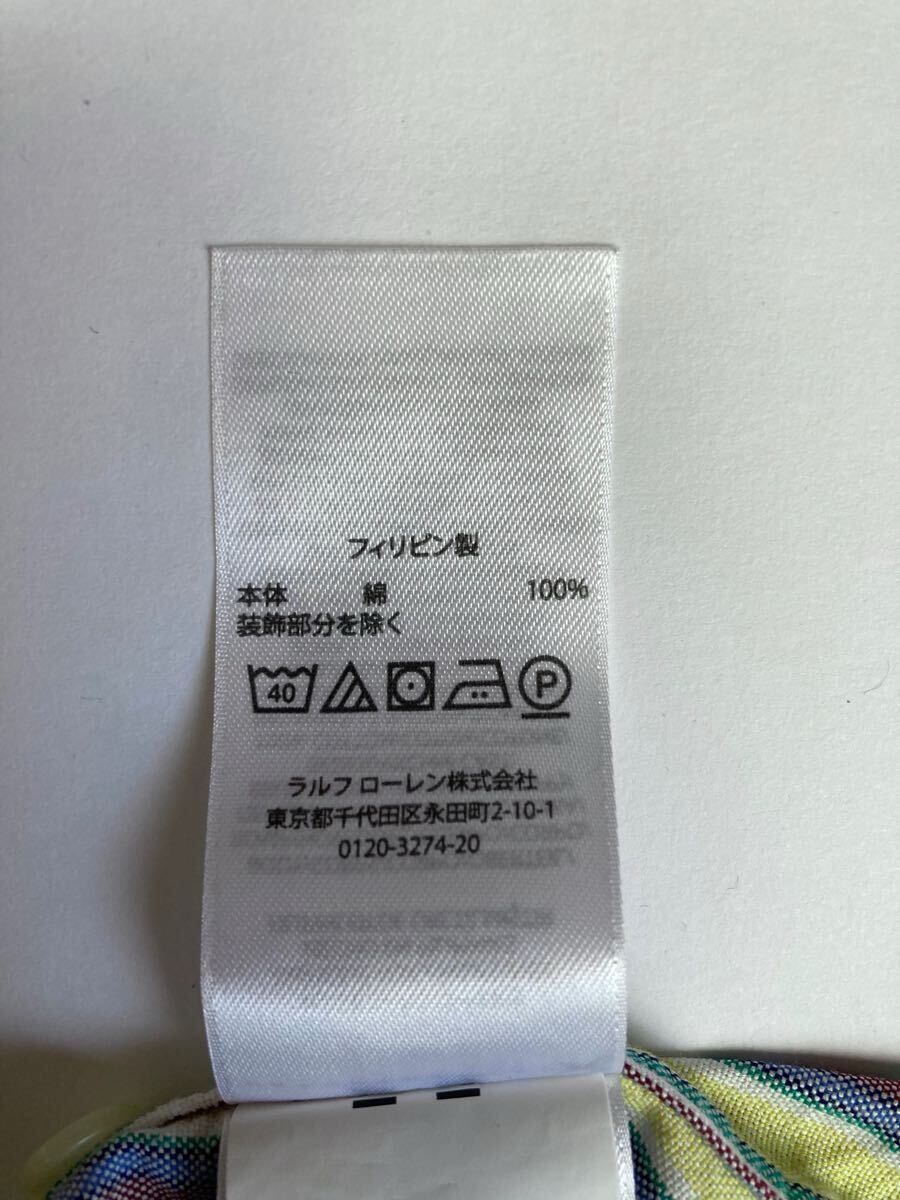 フィリピン製
本体 綿 100%
装飾部分を除く
40 P
ラルフ ローレン株式会社
東京都千代田区永田町2-10-1
0120-3274-20